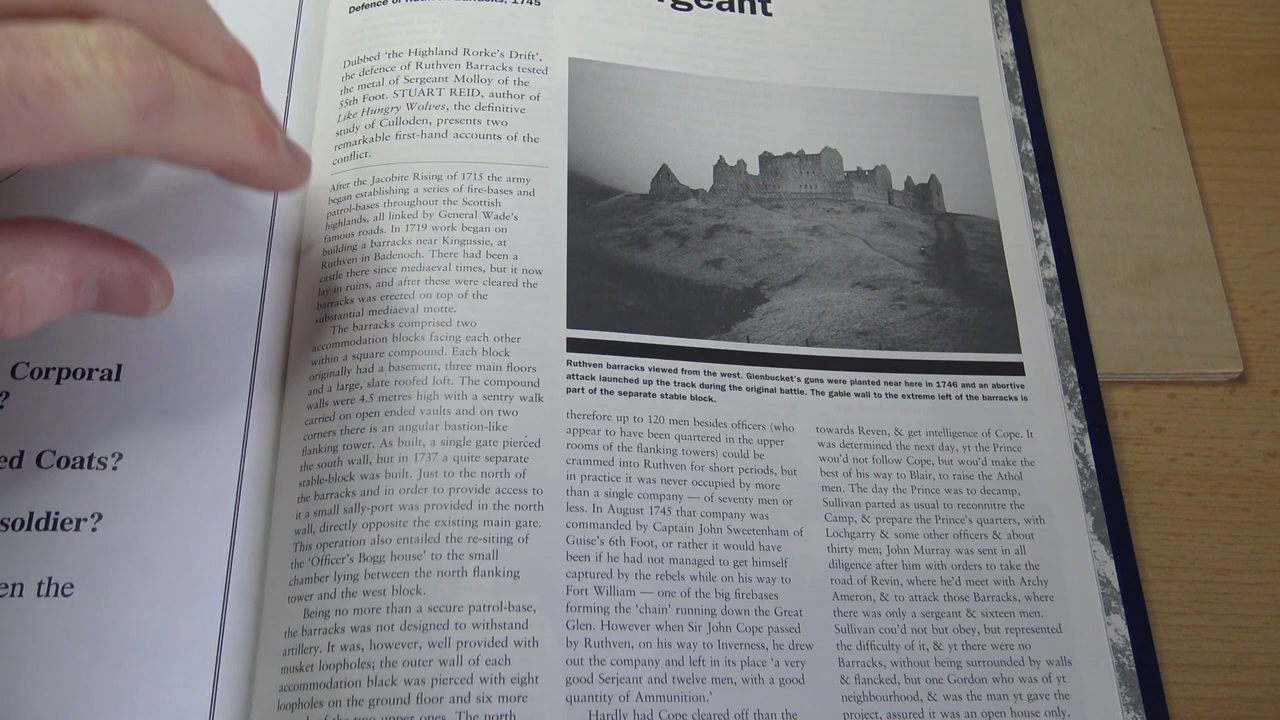 Corporal
?
ed Coats?
soldier?
en the
Defence of Ruthven Barracks, 1745
rgeant
Dubbed 'the Highland Rorke's Drift',
the defence of Ruthven Barracks tested
the metal of Sergeant Molloy of the
55th Foot. STUART REID, author of
Like Hungry Wolves, the definitive
study of Culloden, presents two
remarkable first-hand accounts of the
conflict.
After the Jacobite Rising of 1715 the army
began establishing a series of fire-bases and
patrol-bases throughout the Scottish
highlands, all linked by General Wade's
famous roads. In 1719 work began on
building a barracks near Kingussie, at
Ruthven in Badenoch. There had been a
castle there since mediaeval times, but it now
lay in ruins, and after these were cleared the
barracks was erected on top of the
substantial mediaeval motte.
The barracks comprised two
accommodation blocks facing each other
within a square compound. Each block
originally had a basement, three main floors
and a large, slate roofed loft. The compound
walls were 4.5 metres high with a sentry walk
carried on open ended vaults and on two
corners there is an angular bastion-like
flanking tower. As built, a single gate pierced
the south wall, but in 1737 a quite separate
stable-block was built. Just to the north of
the barracks and in order to provide access to
it a small sally-port was provided in the north
wall, directly opposite the existing main gate.
This operation also entailed the re-siting of
the 'Officer's Bogg house' to the small
chamber lying between the north flanking
tower and the west block.
Being no more than a secure patrol-base,
the barracks was not designed to withstand
artillery. It was, however, well provided with
musket loopholes; the outer wall of each
accommodation black was pierced with eight
loopholes on the ground floor and six more
of the two upper ones. The north
Ruthven barracks viewed from the west. Glenbucket's guns were planted near here in 1746 and an abortive
attack launched up the track during the original battle. The gable wall to the extreme left of the barracks is
part of the separate stable block.
therefore up to 120 men besides officers (who
appear to have been quartered in the upper
rooms of the flanking towers) could be
crammed into Ruthven for short periods, but
in practice it was never occupied by more
than a single company — of seventy men or
less. In August 1745 that company was
commanded by Captain John Sweetenham of
Guise's 6th Foot, or rather it would have
been if he had not managed to get himself
captured by the rebels while on his way to
Fort William — one of the big firebases
forming the 'chain' running down the Great
Glen. However when Sir John Cope passed
by Ruthven, on his way to Inverness, he drew
out the company and left in its place 'a very
good Serjeant and twelve men, with a good
quantity of Ammunition.'
Hardly had Cope cleared off than the
towards Reven, & get intelligence of Cope. It
was determined the next day, yt the Prince
wou'd not follow Cope, but wou'd make the
best of his way to Blair, to raise the Athol
men. The day the Prince was to decamp,
Sullivan parted as usual to reconnitre the
Camp, & prepare the Prince's quarters, with
Lochgarry & some other officers & about
thirty men; John Murray was sent in all
diligence after him with orders to take the
road of Revin, where he'd meet with Archy
Ameron, & to attack those Barracks, where
there was only a sergeant & sixteen men.
Sullivan cou'd not but obey, but represented
the difficulty of it, & yt there were no
Barracks, without being surrounded by walls
& flancked, but one Gordon who was of yt
neighbourhood, & was the man yt gave the
project, assured it was an open house only.